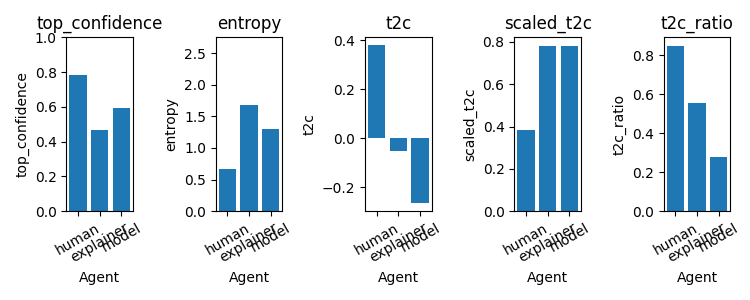 top_confidence
top_confidence
1.0
0.8
0.6
0.4
0.2
0.0
human
explainer
model
Agent
entropy
entropy
2.5
2.0
1.5
1.0
0.5
0.0
human
explainer
model
Agent
t2c
t2c
0.4
0.2
0.0
−0.2
human
explainer
model
Agent
scaled_t2c
scaled_t2c
0.8
0.6
0.4
0.2
0.0
human
explainer
model
Agent
t2c_ratio
t2c_ratio
0.8
0.6
0.4
0.2
0.0
human
explainer
model
Agent